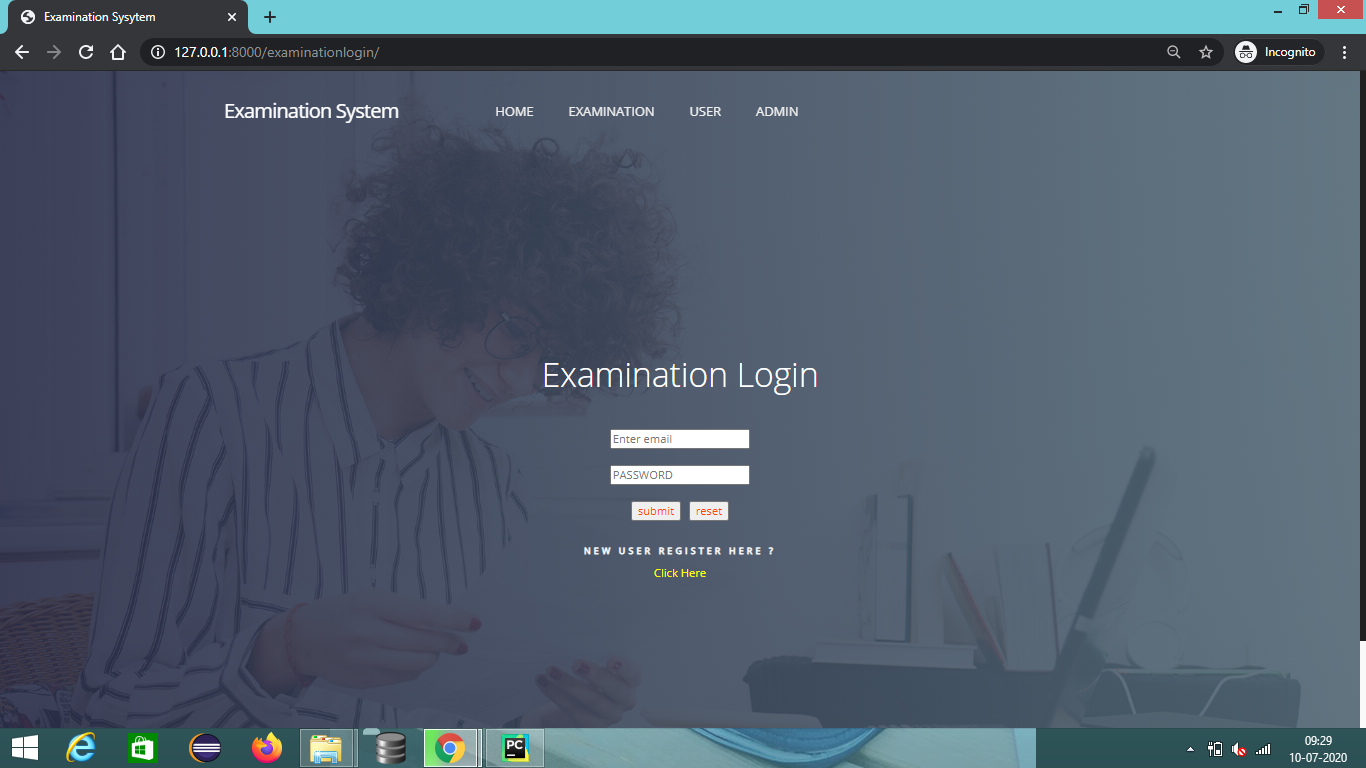 Examination Sysytem
127.0.0.1:8000/examinationlogin/
Incognito
Examination System
HOME
EXAMINATION
USER
ADMIN
Examination Login
Enter email
PASSWORD
submit
reset
NEW USER REGISTER HERE ?
Click Here
PC
09:29
10-07-2020